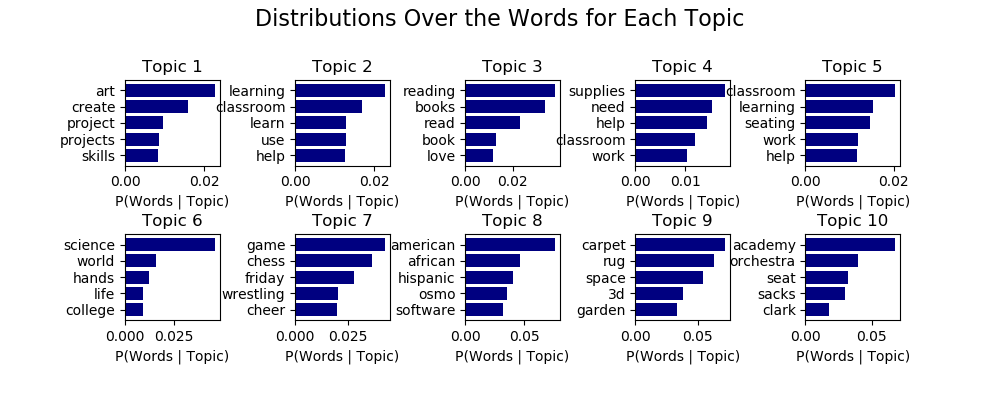 Distributions Over the Words for Each Topic
Topic 1
art
create
project
projects
skills
0.00 0.02
P(Words | Topic)
Topic 2
learning
classroom
learn
use
help
0.00 0.02
P(Words | Topic)
Topic 3
reading
books
read
book
love
0.00 0.02
P(Words | Topic)
Topic 4
supplies
need
help
classroom
work
0.00 0.01
P(Words | Topic)
Topic 5
classroom
learning
seating
work
help
0.00 0.02
P(Words | Topic)
Topic 6
science
world
hands
life
college
0.000 0.025
P(Words | Topic)
Topic 7
game
chess
friday
wrestling
cheer
0.00 0.025
P(Words | Topic)
Topic 8
american
african
hispanic
osmo
software
0.00 0.05
P(Words | Topic)
Topic 9
carpet
rug
space
3d
garden
0.00 0.05
P(Words | Topic)
Topic 10
academy
orchestra
seat
sacks
clark
0.00 0.05
P(Words | Topic)